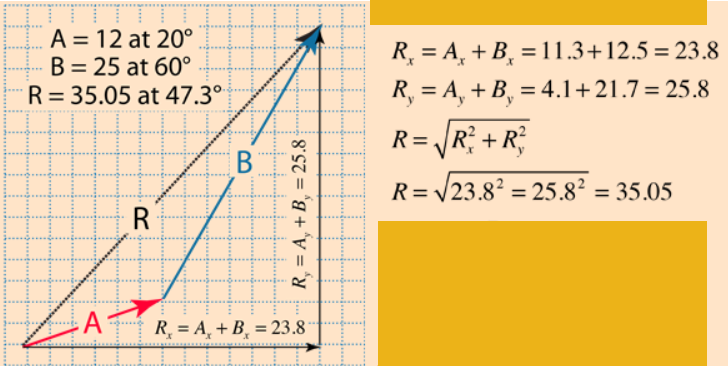 A = 12 at 20°
B = 25 at 60°
R = 35.05 at 47.3°
R
B
A
R_y = A_y + B_y = 25.8
R_x = A_x + B_x = 23.8
R_x = A_x + B_x = 11.3+12.5 = 23.8
R_y = A_y + B_y = 4.1+21.7 = 25.8
R = √(R_x² + R_y²)
R = √(23.8² = 25.8²) = 35.05